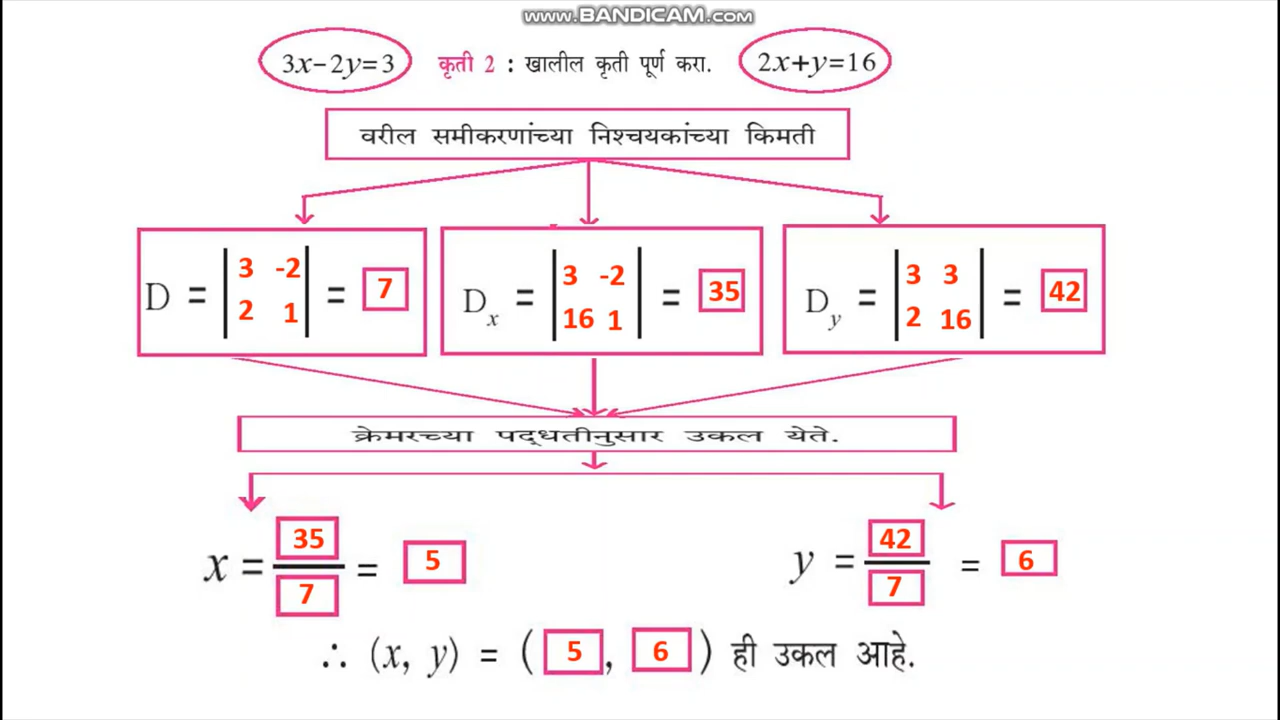 www.BANDICAM.com
3x-2y=3 कृती 2 : खालील कृती पूर्ण करा. 2x+y=16
वरील समीकरणांच्या निश्चयकांच्या किमती
D = | 3 -2 | = 7
| 2 1 |
Dx = | 3 -2 | = 35
| 16 1 |
Dy = | 3 3 | = 42
| 2 16 |
क्रेमरच्या पद्धतीनुसार उकल येते.
x = 35/7 = 5
y = 42/7 = 6
∴ (x, y) = ( 5 , 6 ) ही उकल आहे.